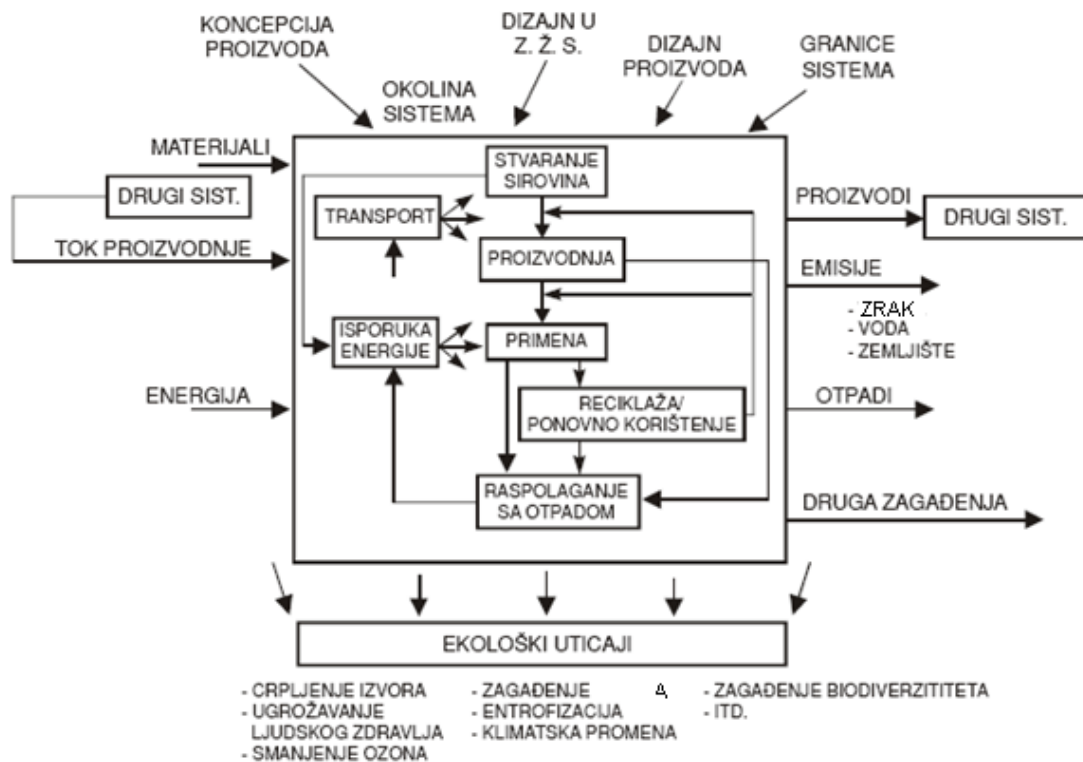 KONCEPCIJA
PROIZVODA
DIZAJN U
Z. Ž. S.
DIZAJN
PROIZVODA
GRANICE
SISTEMA
OKOLINA
SISTEMA
MATERIJALI
DRUGI SIST.
TOK PROIZVODNJE
ENERGIJA
STVARANJE
SIROVINA
TRANSPORT
PROIZVODNJA
ISPORUKA
ENERGIJE
PRIMENA
RECIKLAŽA/
PONOVNO KORIŠTENJE
RASPOLAGANJE
SA OTPADOM
PROIZVODI
DRUGI SIST.
EMISIJE
- ZRAK
- VODA
- ZEMLJIŠTE
OTPADI
DRUGA ZAGAĐENJA
EKOLOŠKI UTICAJI
- CRPLJENJE IZVORA
- UGROŽAVANJE
LJUDSKOG ZDRAVLJA
- SMANJENJE OZONA
- ZAGAĐENJE A
- ENTROFIZACIJA
- KLIMATSKA PROMENA
- ZAGAĐENJE BIODIVERZITITETA
- ITD.